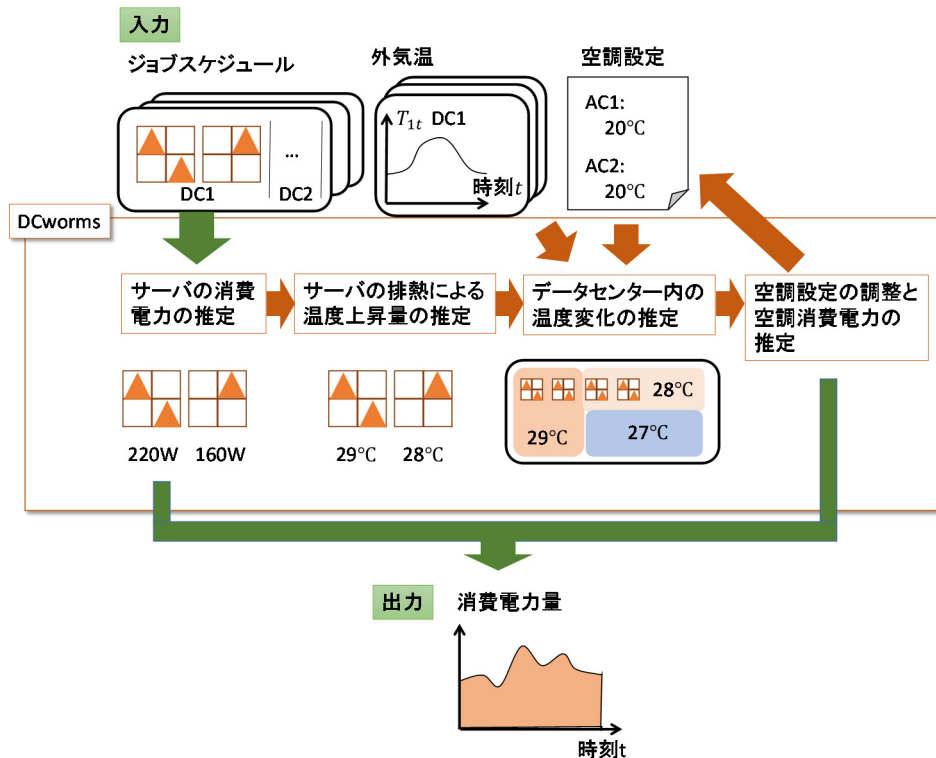 入力
ジョブスケジュール
外気温
空調設定
DC1
...
DC2
T1t DC1
時刻t
AC1:
20℃
AC2:
20℃
DCworms
サーバの消費
電力の推定
サーバの排熱による
温度上昇量の推定
データセンター内の
温度変化の推定
空調設定の調整と
空調消費電力の
推定
220W 160W
29℃ 28℃
28℃
29℃
27℃
出力
消費電力量
時刻t